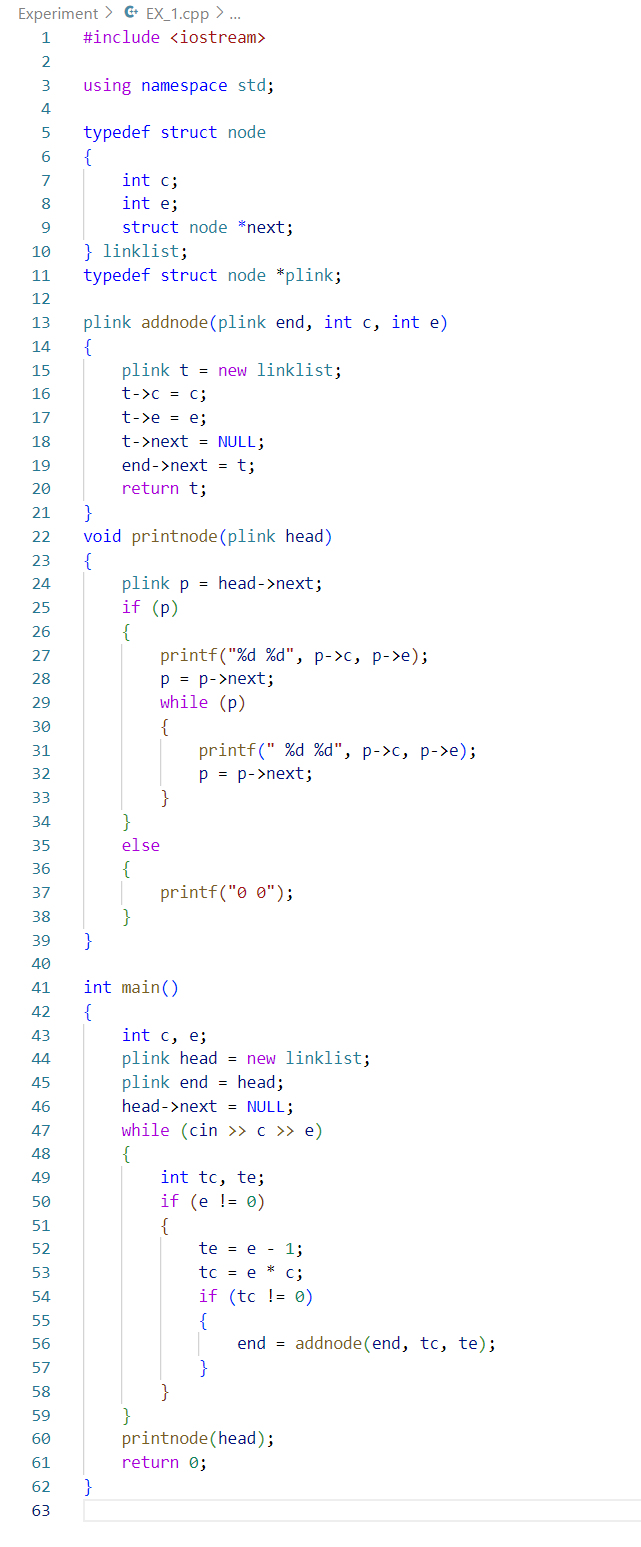 Experiment > EX_1.cpp > ...
1 #include <iostream>
2
3 using namespace std;
4
5 typedef struct node
6 {
7     int c;
8     int e;
9     struct node *next;
10 } linklist;
11 typedef struct node *plink;
12
13 plink addnode(plink end, int c, int e)
14 {
15     plink t = new linklist;
16     t->c = c;
17     t->e = e;
18     t->next = NULL;
19     end->next = t;
20     return t;
21 }
22 void printnode(plink head)
23 {
24     plink p = head->next;
25     if (p)
26     {
27         printf("%d %d", p->c, p->e);
28         p = p->next;
29         while (p)
30         {
31             printf(" %d %d", p->c, p->e);
32             p = p->next;
33         }
34     }
35     else
36     {
37         printf("0 0");
38     }
39 }
40
41 int main()
42 {
43     int c, e;
44     plink head = new linklist;
45     plink end = head;
46     head->next = NULL;
47     while (cin >> c >> e)
48     {
49         int tc, te;
50         if (e != 0)
51         {
52             te = e - 1;
53             tc = e * c;
54             if (tc != 0)
55             {
56                 end = addnode(end, tc, te);
57             }
58         }
59     }
60     printnode(head);
61     return 0;
62 }
63